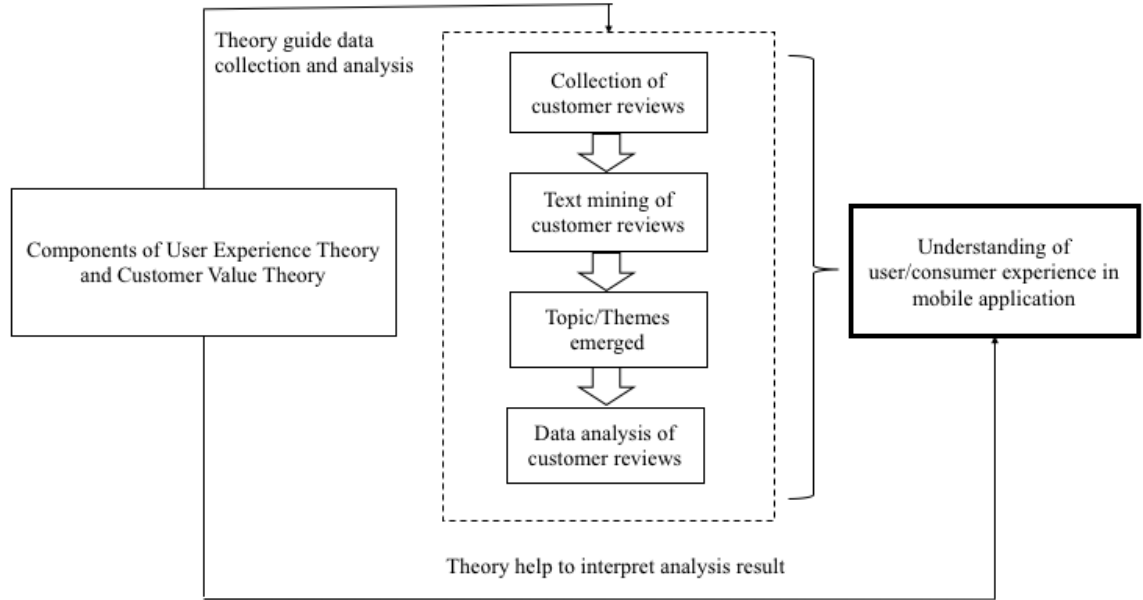 Theory guide data
collection and analysis
Collection of
customer reviews
Text mining of
customer reviews
Components of User Experience Theory
and Customer Value Theory
Understanding of
user/consumer experience in
mobile application
Topic/Themes
emerged
Data analysis of
customer reviews
Theory help to interpret analysis result